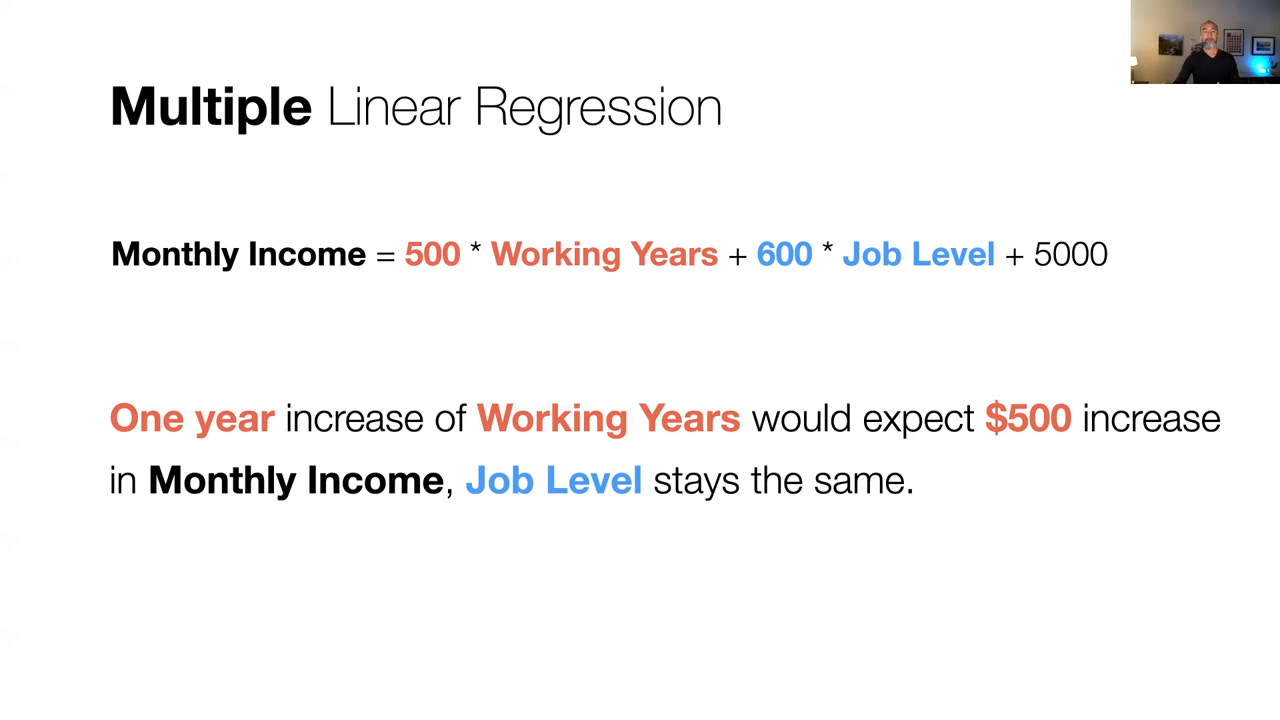 Multiple Linear Regression
Monthly Income = 500 * Working Years + 600 * Job Level + 5000
One year increase of Working Years would expect $500 increase
in Monthly Income, Job Level stays the same.